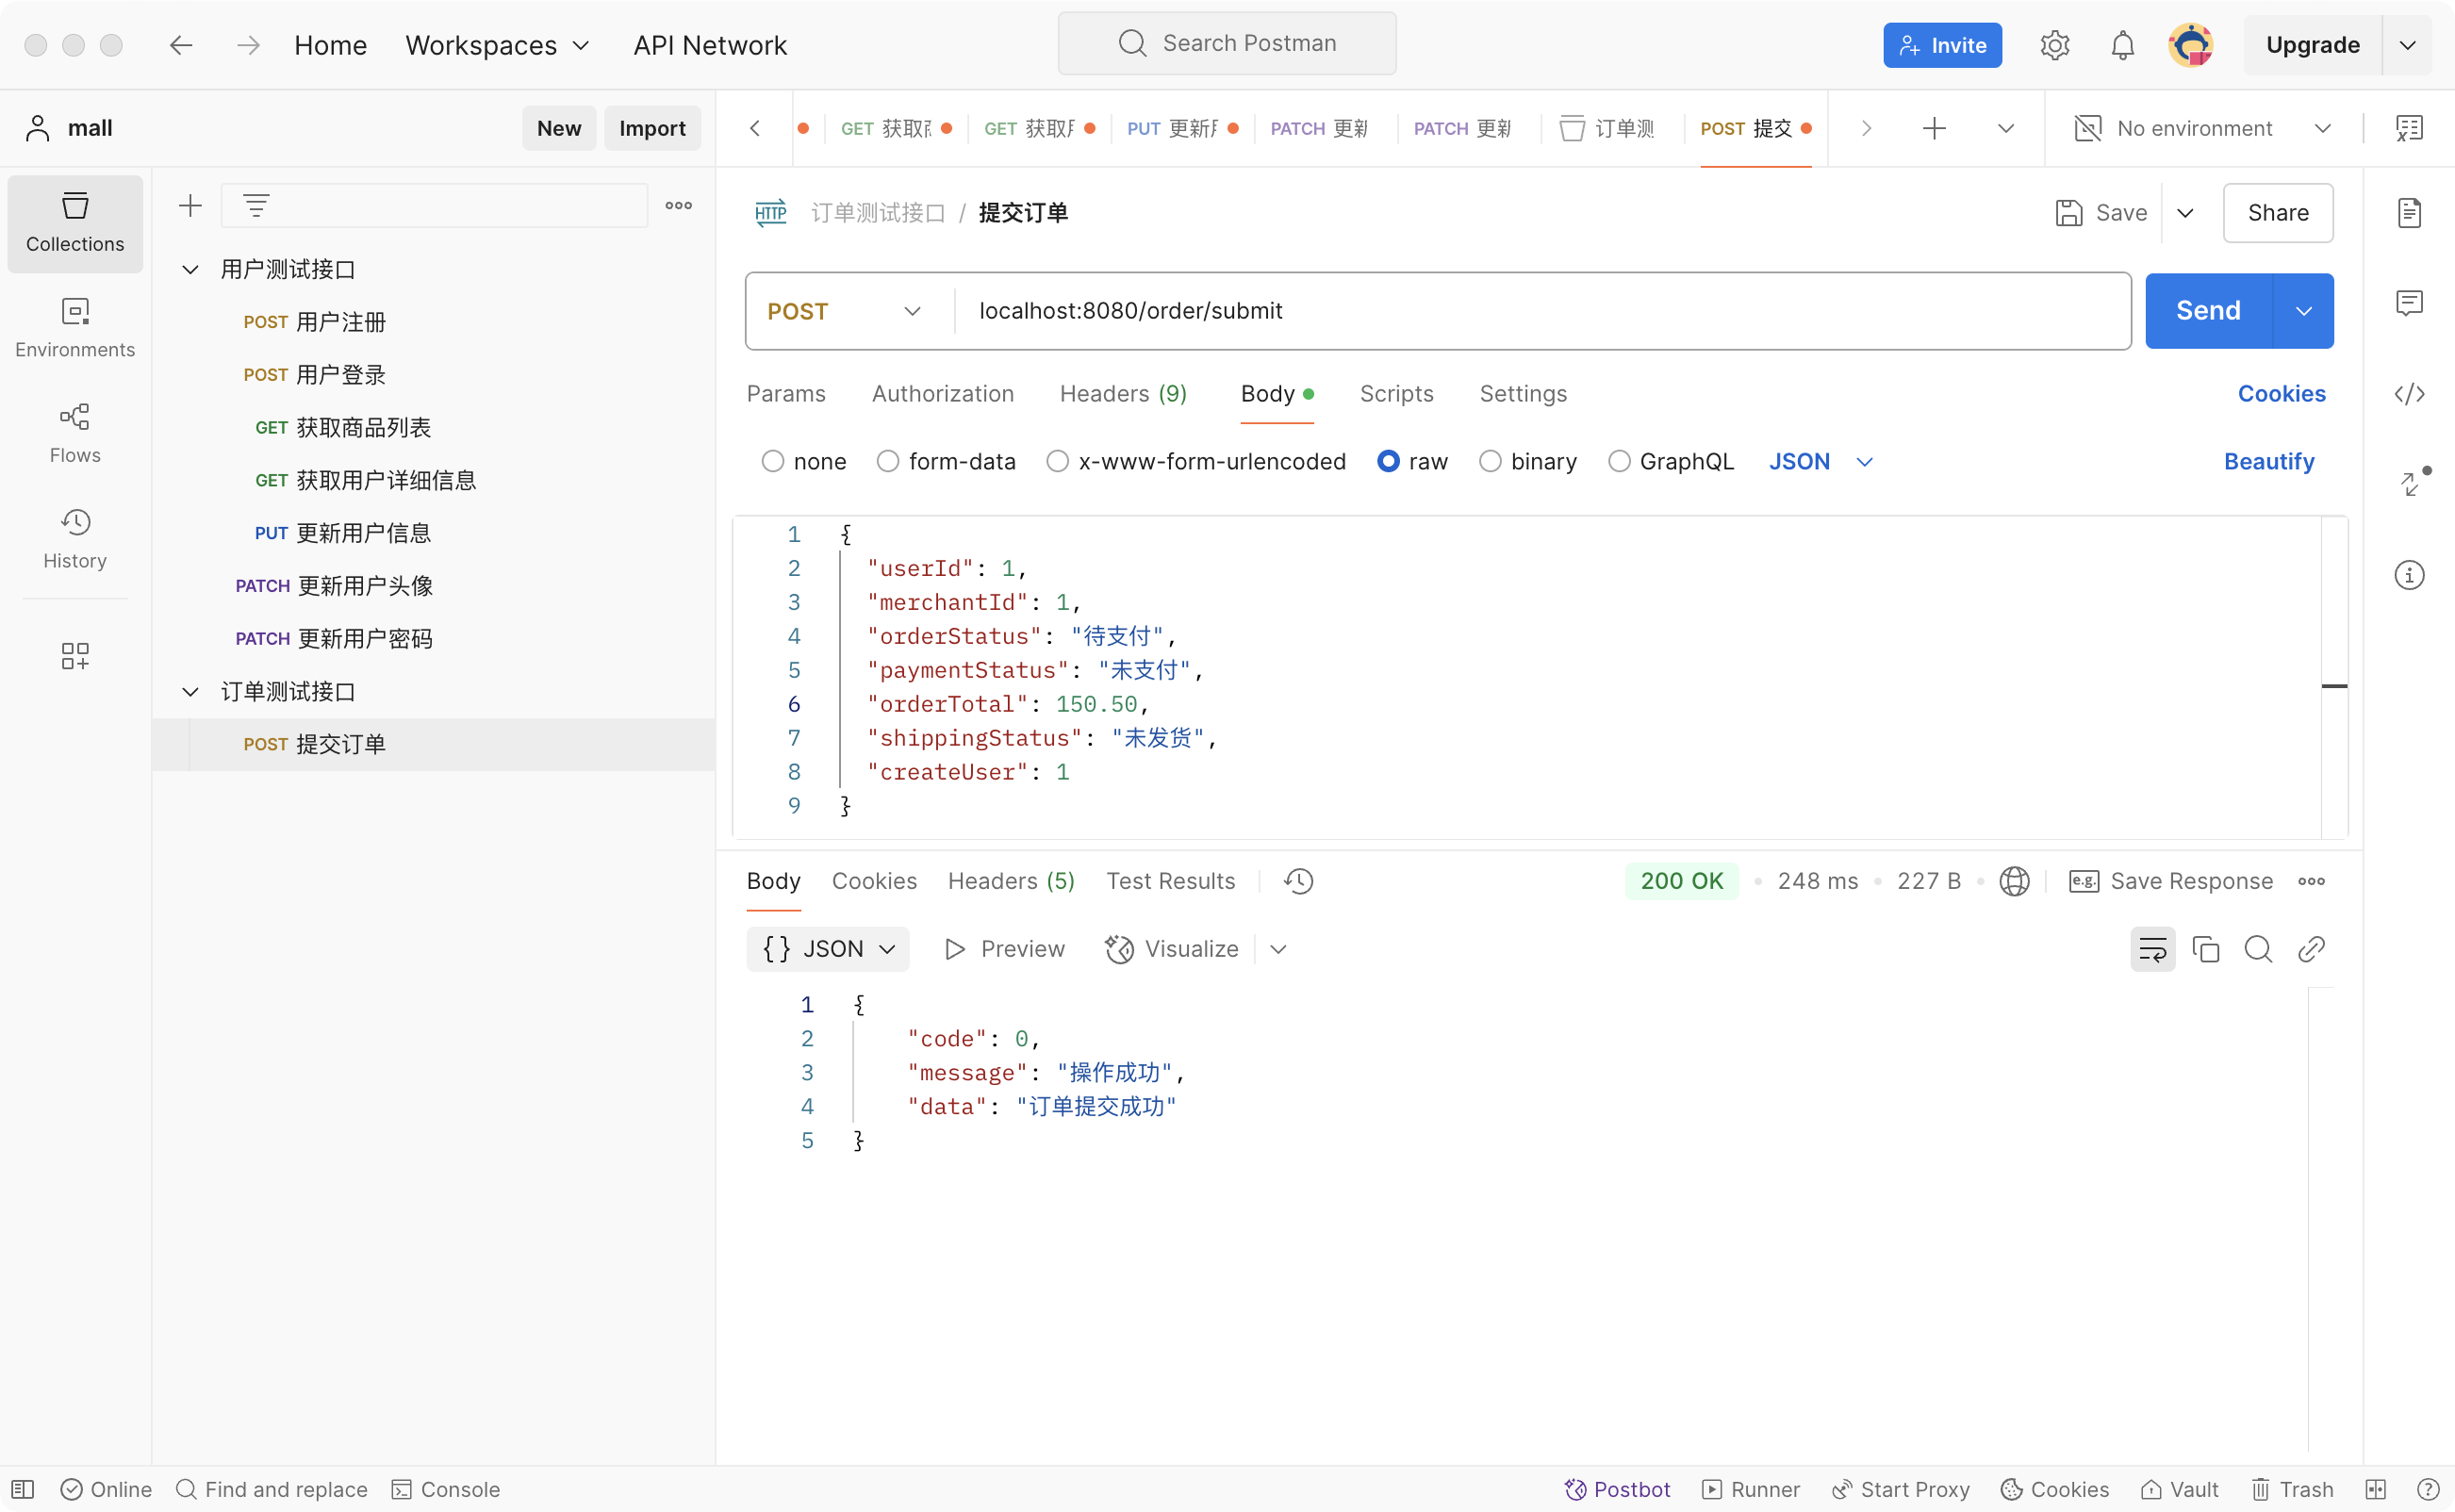 Home Workspaces API Network Search Postman Invite Upgrade
mall New Import
GET 获取 GET 获取 PUT 更新 PATCH 更新 PATCH 更新 订单测 POST 提交 No environment
Collections
Environments
Flows
History
用户测试接口
POST 用户注册
POST 用户登录
GET 获取商品列表
GET 获取用户详细信息
PUT 更新用户信息
PATCH 更新用户头像
PATCH 更新用户密码
订单测试接口
POST 提交订单
HTTP 订单测试接口 / 提交订单 Save Share
POST localhost:8080/order/submit Send
Params Authorization Headers (9) Body Scripts Settings Cookies
none form-data x-www-form-urlencoded raw binary GraphQL JSON Beautify
1 {
2 "userId": 1,
3 "merchantId": 1,
4 "orderStatus": "待支付",
5 "paymentStatus": "未支付",
6 "orderTotal": 150.50,
7 "shippingStatus": "未发货",
8 "createUser": 1
9 }
Body Cookies Headers (5) Test Results 200 OK • 248 ms • 227 B • e.g. Save Response
{} JSON Preview Visualize
1 {
2 "code": 0,
3 "message": "操作成功",
4 "data": "订单提交成功"
5 }
Online Find and replace Console Postbot Runner Start Proxy Cookies Vault Trash